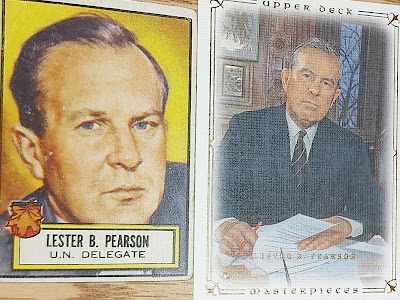 LESTER B. PEARSON
U.N. DELEGATE
UPPER DECK
LESTER B. PEARSON
MASTERPIECES